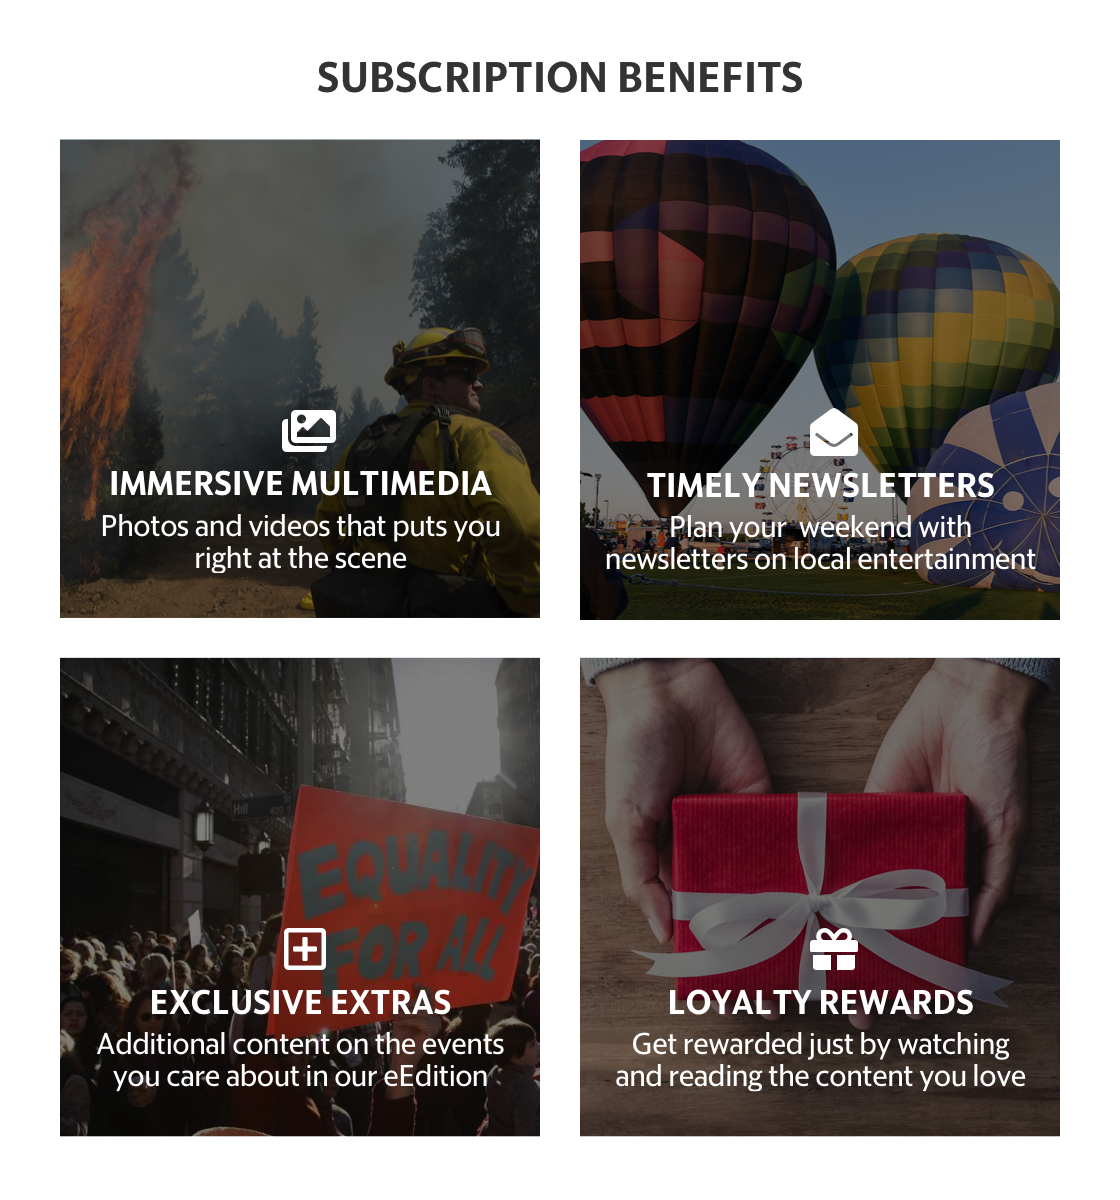 SUBSCRIPTION BENEFITS
IMMERSIVE MULTIMEDIA
Photos and videos that puts you
right at the scene
TIMELY NEWSLETTERS
Plan your  weekend with
newsletters on local entertainment
Hill
400 S
EQUALITY
FOR ALL
EXCLUSIVE EXTRAS
Additional content on the events
you care about in our eEdition
LOYALTY REWARDS
Get rewarded just by watching
and reading the content you love